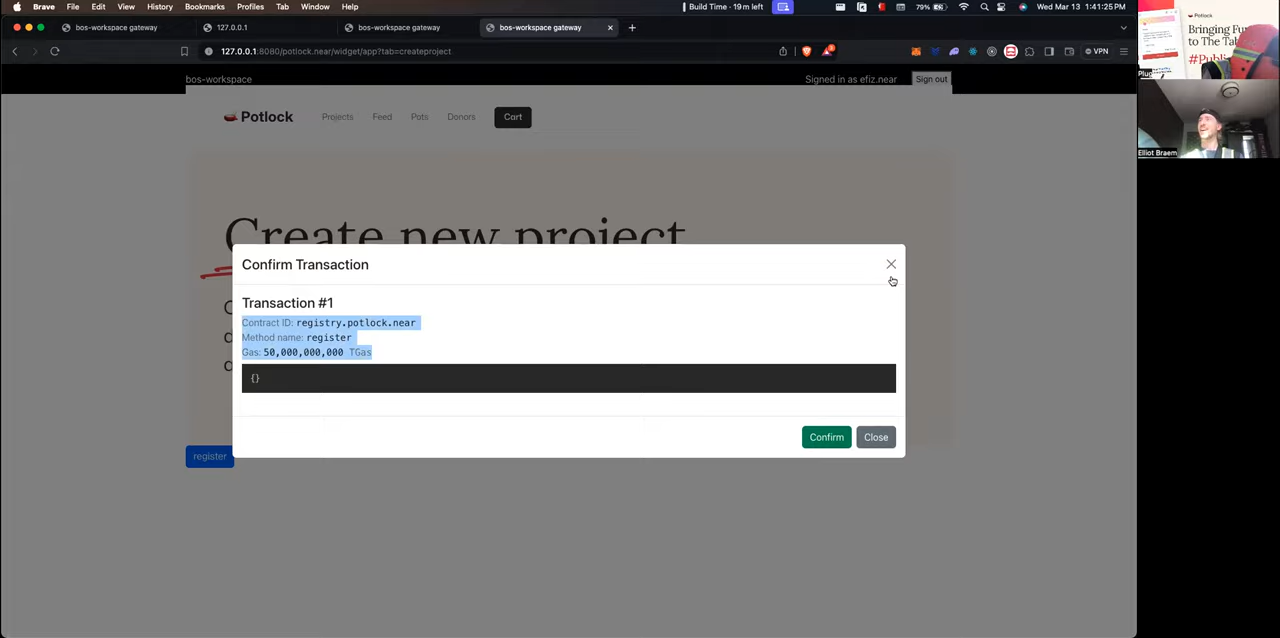 Brave File Edit View History Bookmarks Profiles Tab Window Help
Build Time · 19 m left
79%
Wed Mar 13 1:41:25 PM
bos-workspace gateway
127.0.0.1
bos-workspace gateway
bos-workspace gateway
127.0.0.1:8080/potlock.near/widget/app?tab=createproject
VPN
bos-workspace
Signed in as efiz.near
Sign out
Potlock
Projects Feed Pots Donors Cart
Create new project
Confirm Transaction
Transaction #1
Contract ID: registry.potlock.near
Method name: register
Gas: 50,000,000,000 TGas
{}
Confirm Close
register
Potlock
Bringing Fu
to The Tab
#Publi
Plug
Elliot Braem